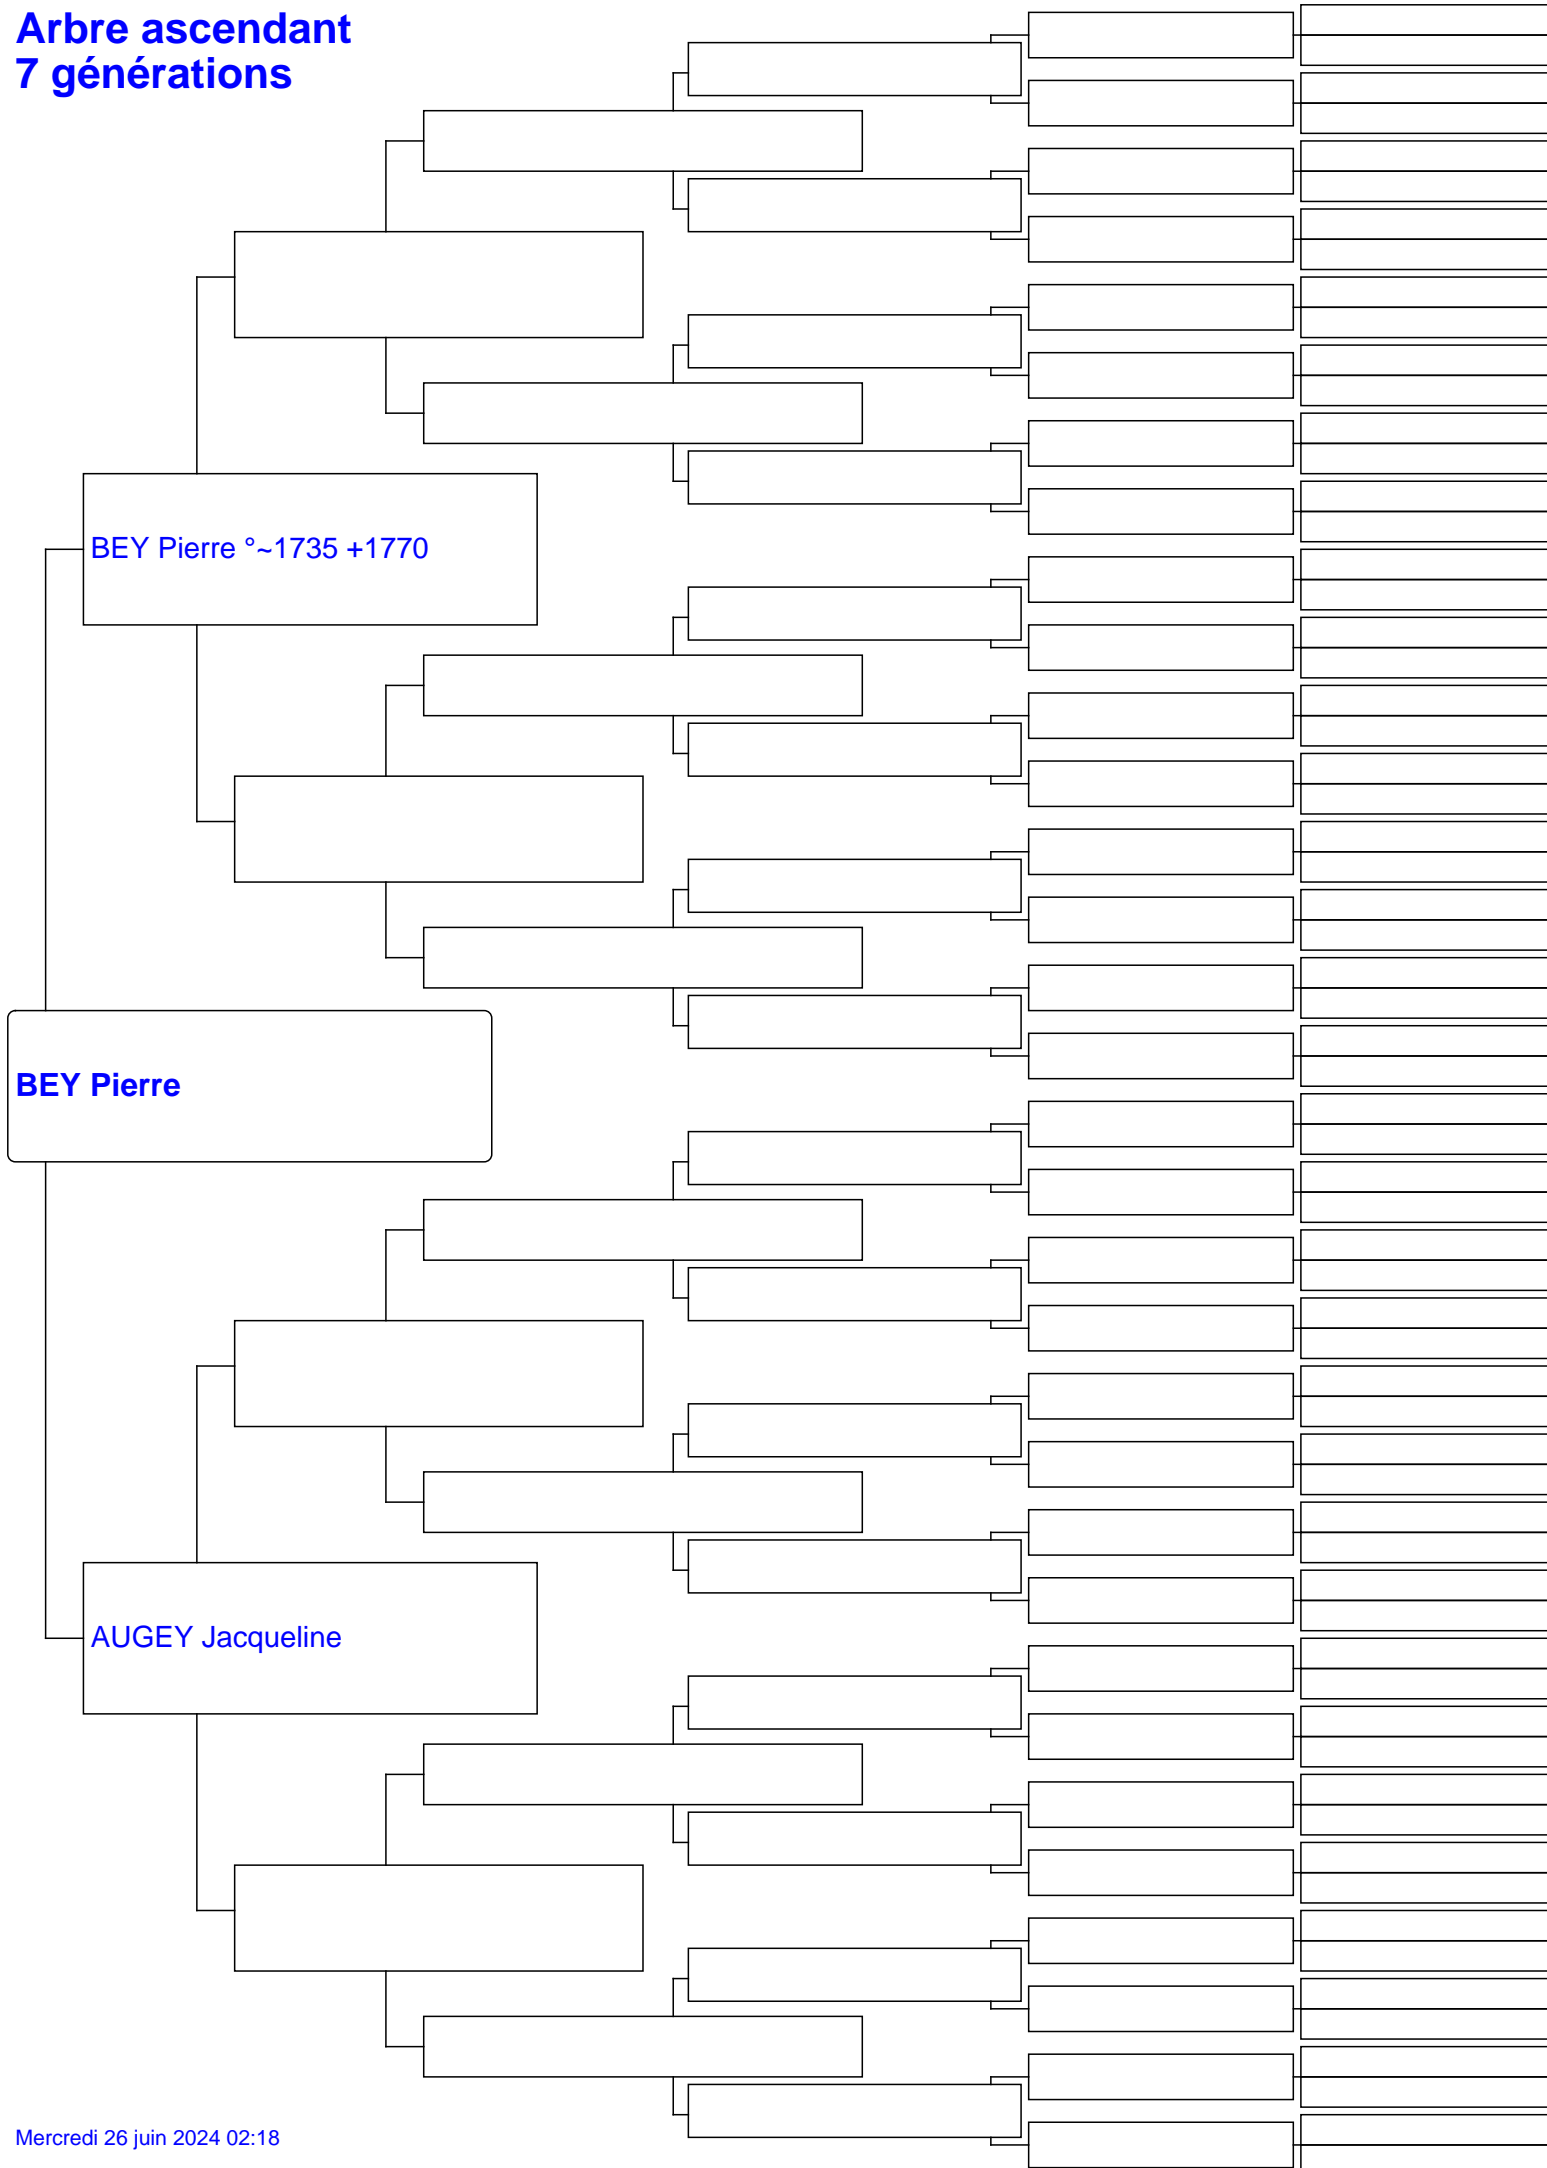 Arbre ascendant
7 générations
BEY Pierre °~1735 +1770
BEY Pierre
AUGEY Jacqueline
Mercredi 26 juin 2024 02:18